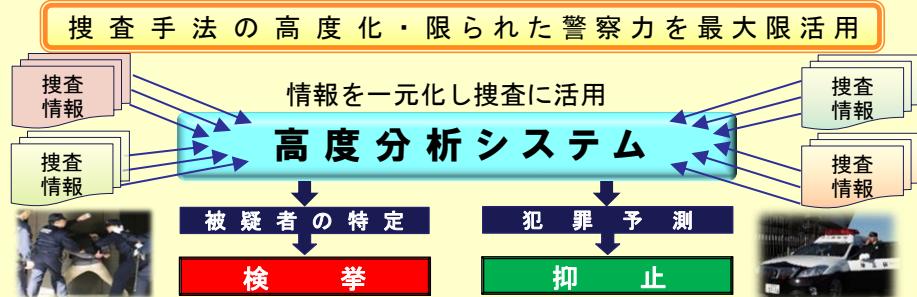 捜査手法の高度化・限られた警察力を最大限活用
捜査
情報
捜査
情報
情報を一元化し捜査に活用
高度分析システム
捜査
情報
捜査
情報
被疑者の特定
犯罪予測
検挙
抑止